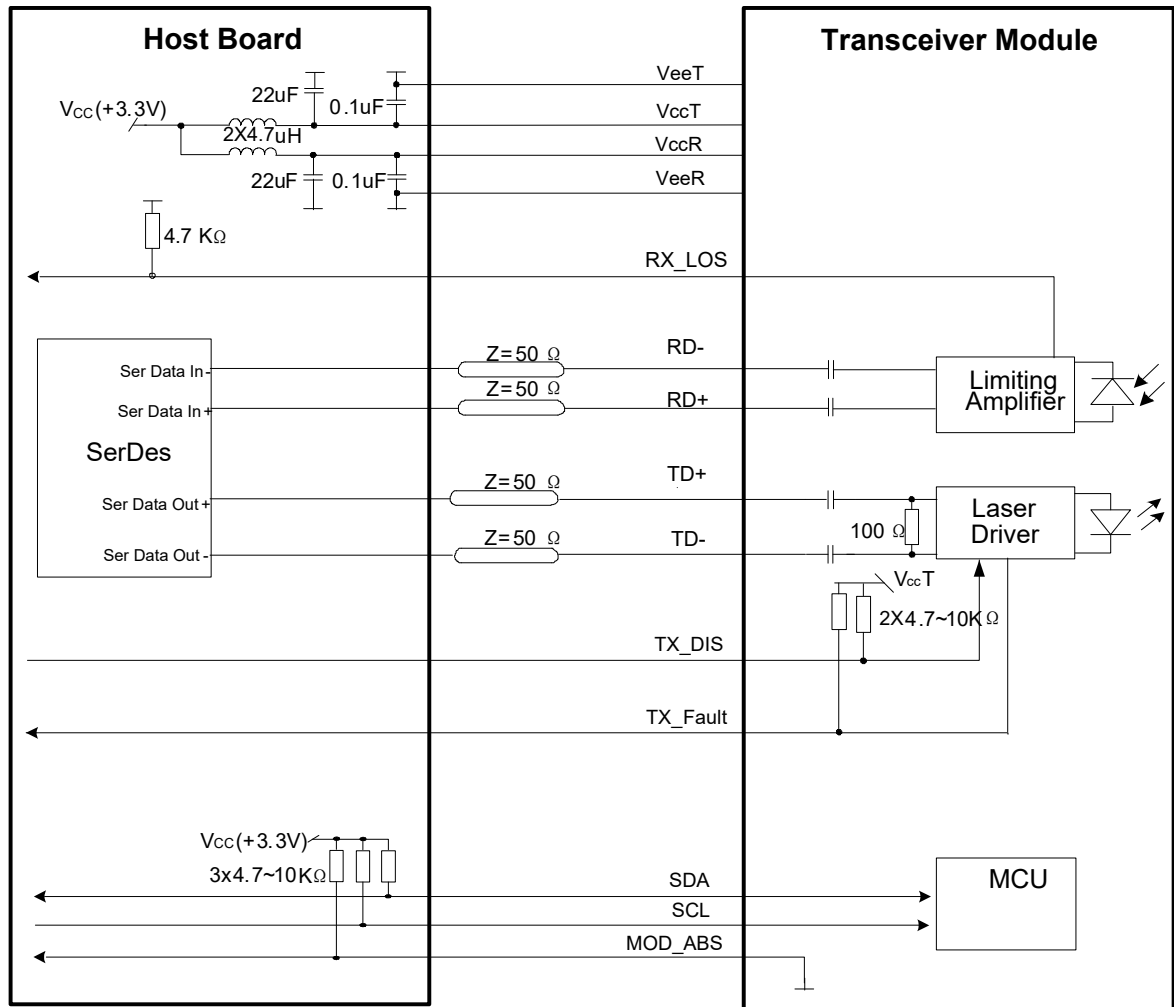 Host Board
Transceiver Module
VeeT
22uF
0.1uF
Vcc(+3.3V)
VccT
2X4.7uH
VccR
22uF
0.1uF
VeeR
4.7 KΩ
RX_LOS
Z=50 Ω
RD-
Ser Data In-
Limiting
Amplifier
Z=50 Ω
RD+
Ser Data In+
SerDes
Z=50 Ω
TD+
Ser Data Out+
Laser
Driver
100 Ω
Z=50 Ω
TD-
Ser Data Out-
VccT
2X4.7~10KΩ
TX_DIS
TX_Fault
Vcc(+3.3V)
3x4.7~10KΩ
SDA
MCU
SCL
MOD_ABS